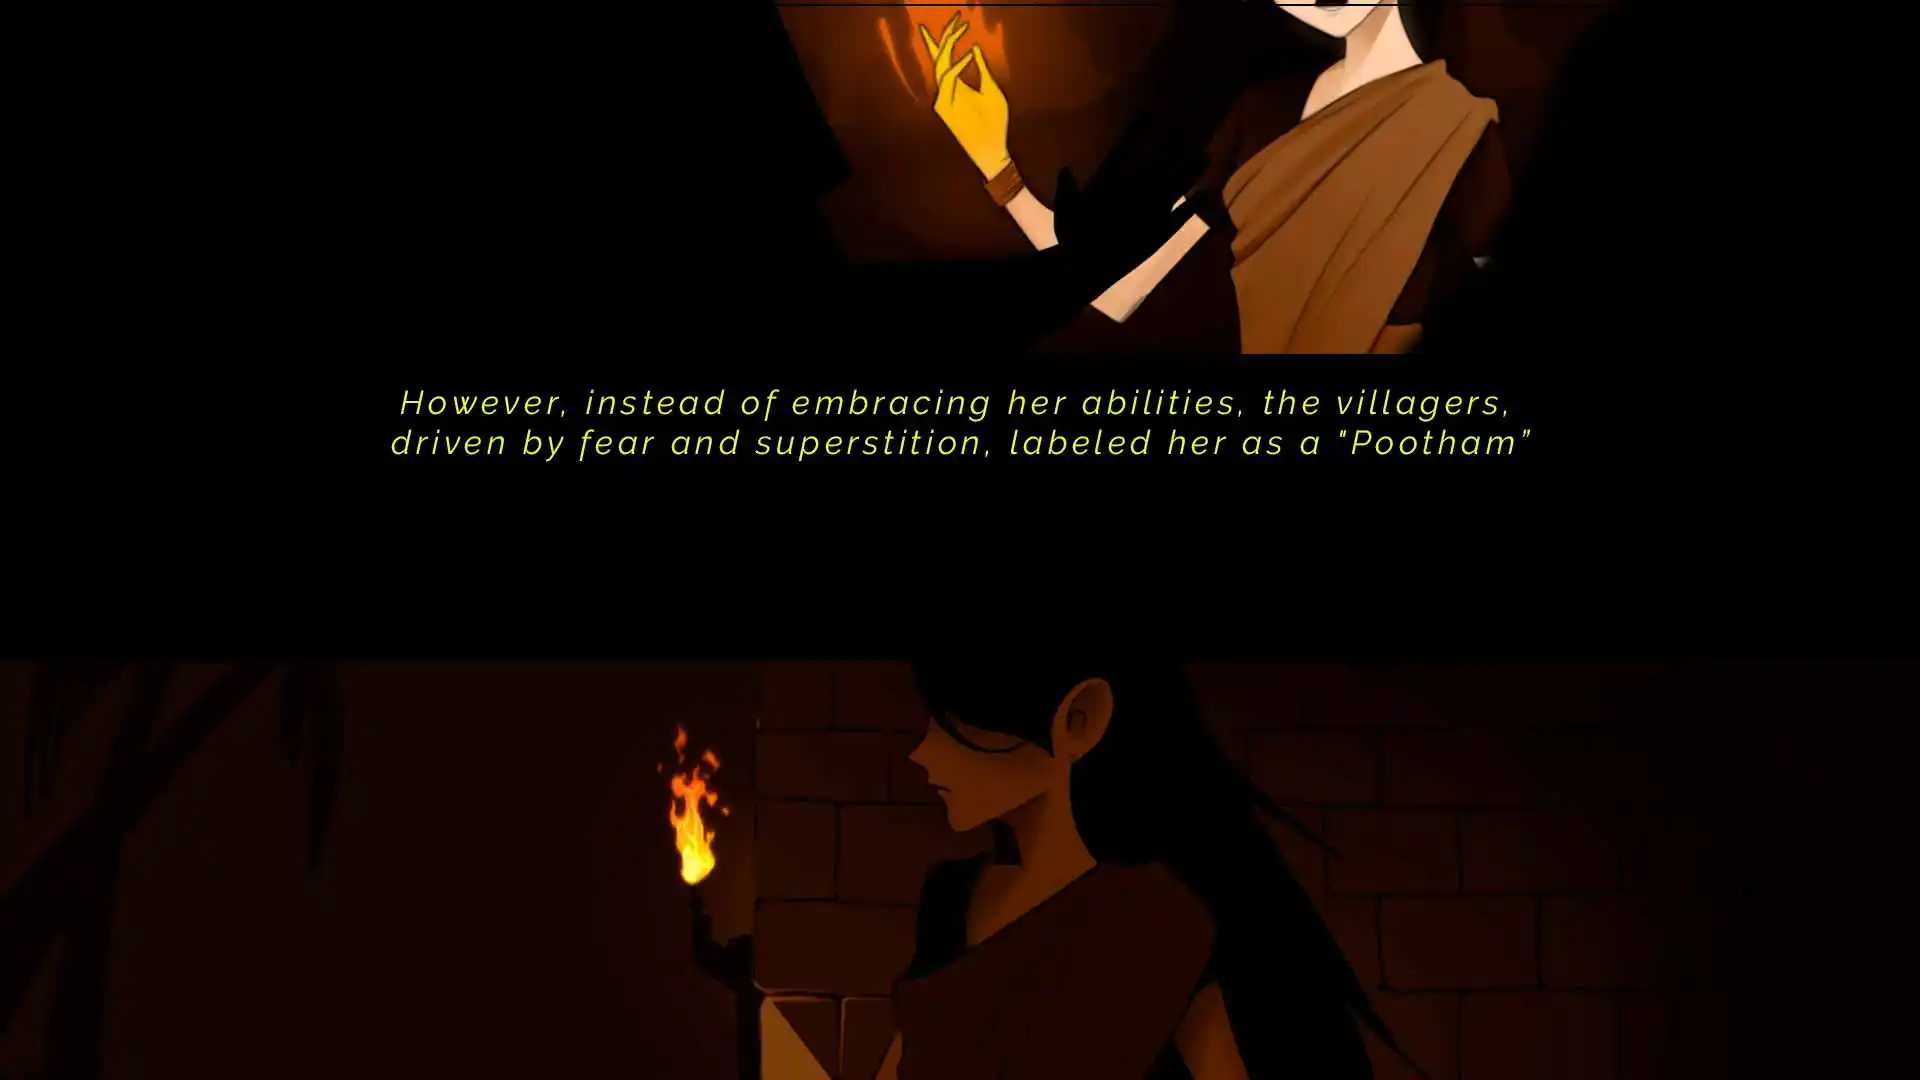 However, instead of embracing her abilities, the villagers,
driven by fear and superstition, labeled her as a "Pootham"